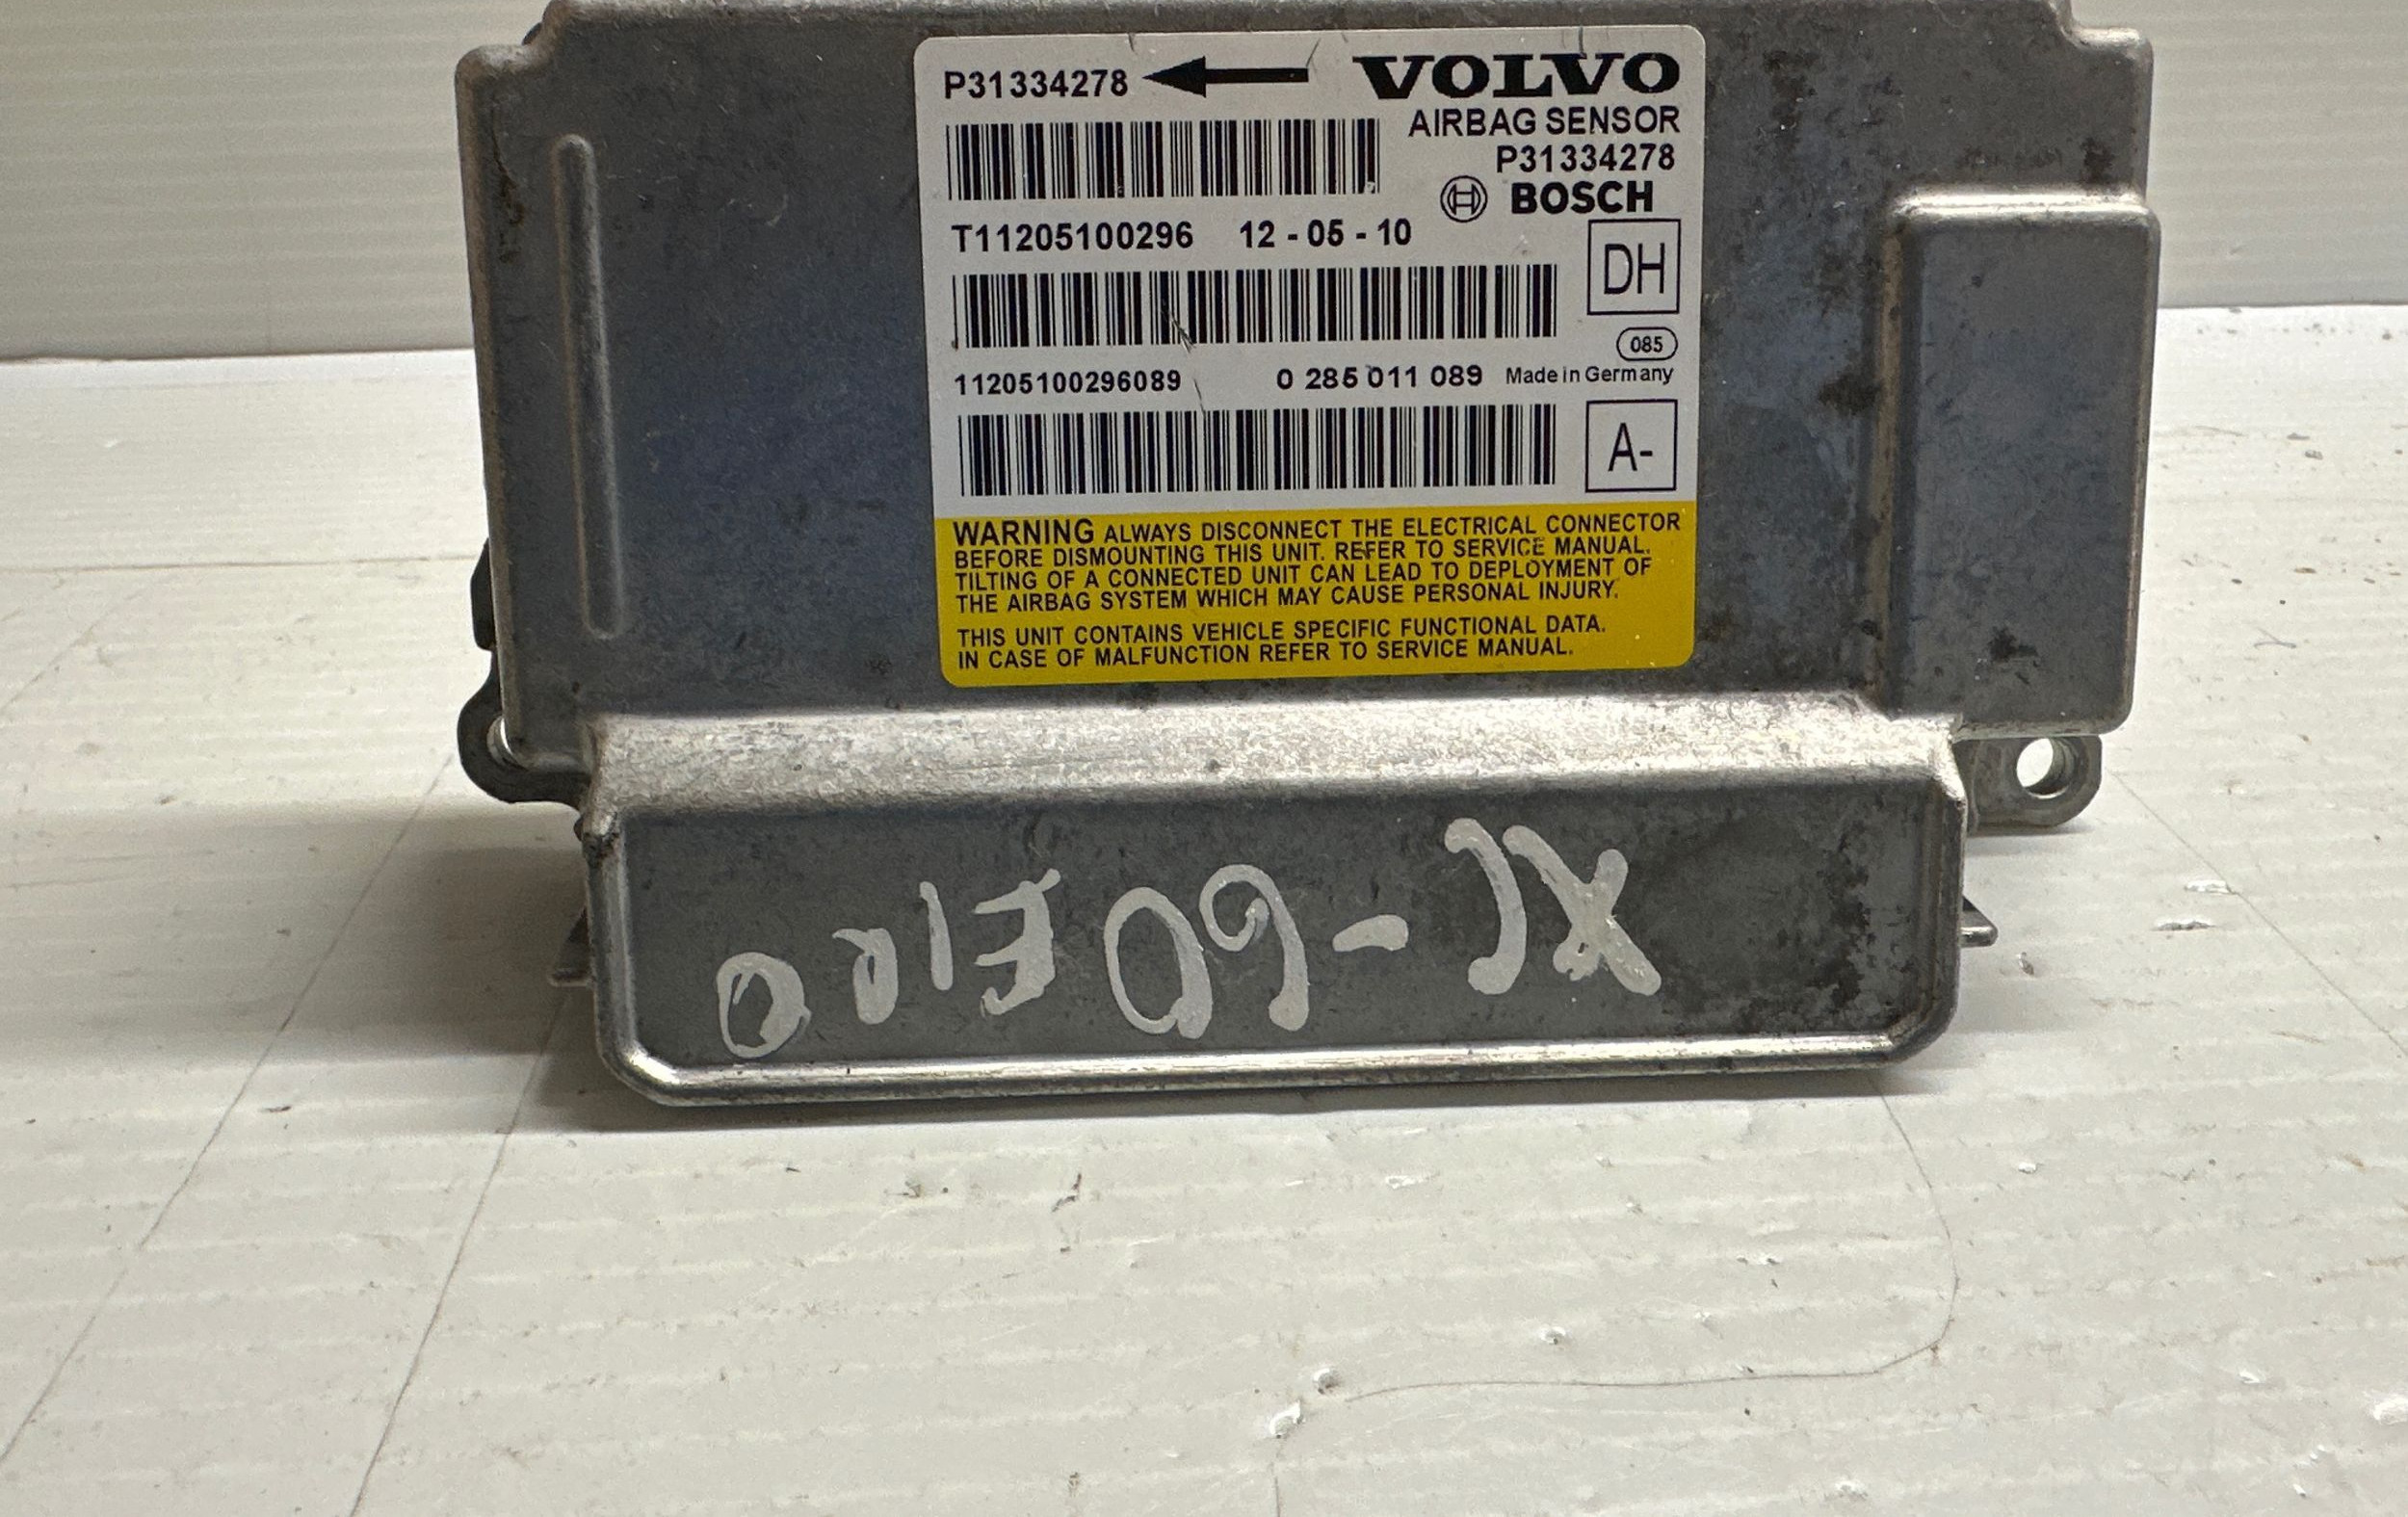 P31334278 VOLVO
AIRBAG SENSOR
P31334278
BOSCH
T11205100296 12 - 05 - 10
DH
085
11205100296089 0 285 011 089 Made in Germany
A-
WARNING ALWAYS DISCONNECT THE ELECTRICAL CONNECTOR
BEFORE DISMOUNTING THIS UNIT. REFER TO SERVICE MANUAL.
TILTING OF A CONNECTED UNIT CAN LEAD TO DEPLOYMENT OF
THE AIRBAG SYSTEM WHICH MAY CAUSE PERSONAL INJURY.
THIS UNIT CONTAINS VEHICLE SPECIFIC FUNCTIONAL DATA.
IN CASE OF MALFUNCTION REFER TO SERVICE MANUAL.
XC-60